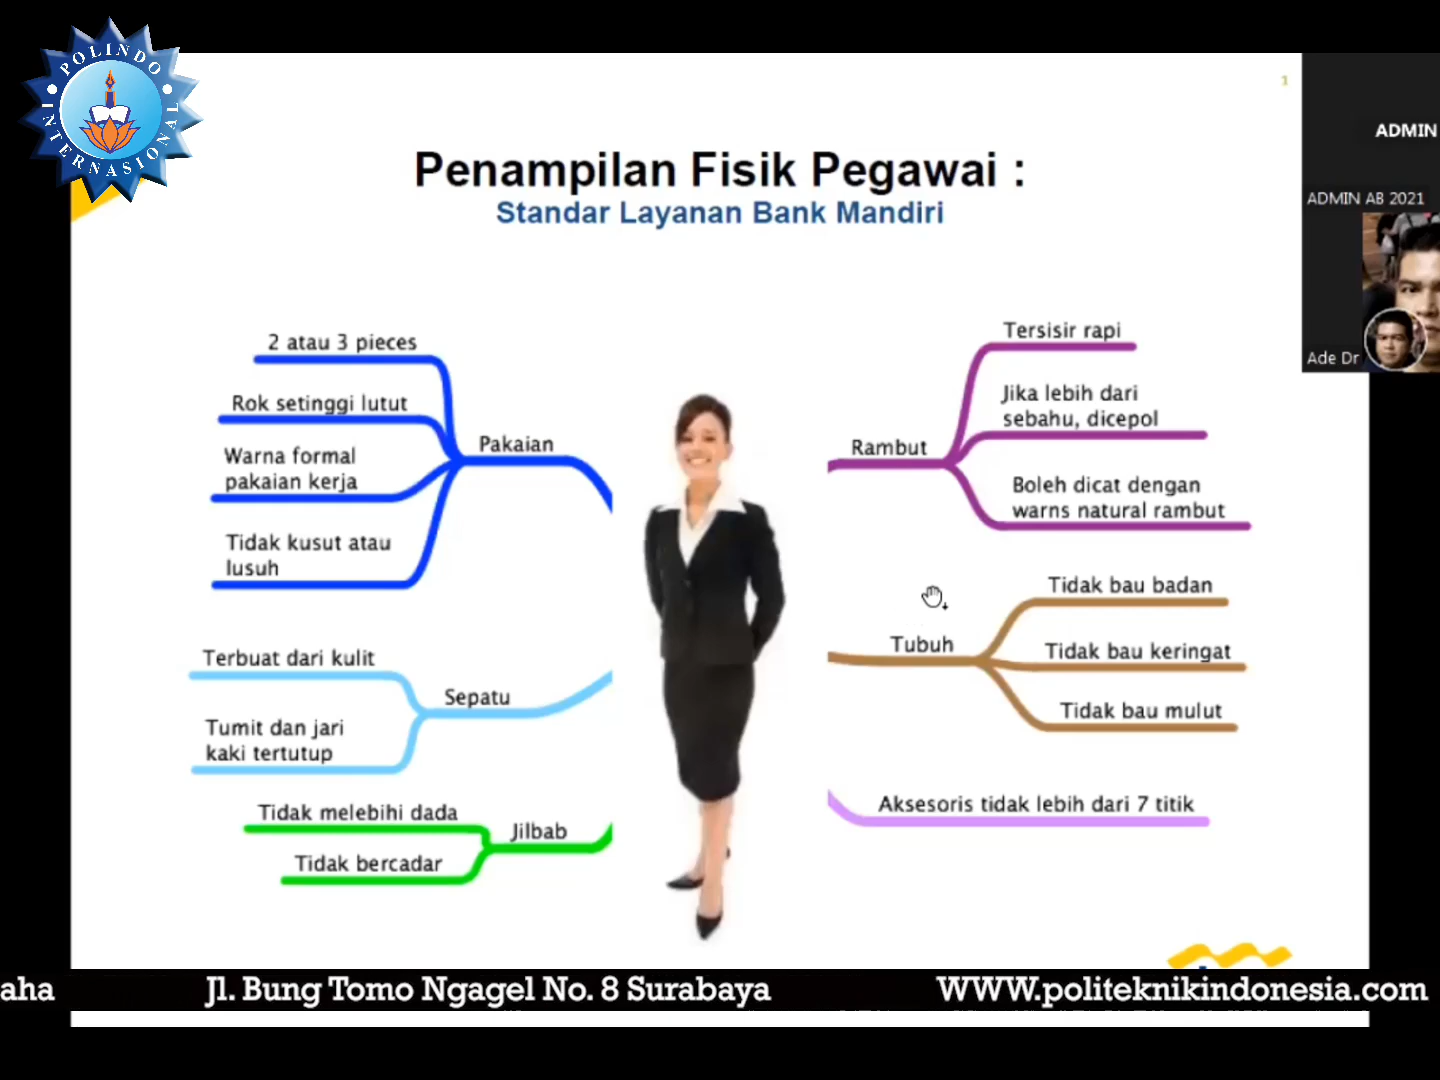 POLINDO
INTERNASIONAL
1
ADMIN
ADMIN AB 2021
Ade Dr
Penampilan Fisik Pegawai :
Standar Layanan Bank Mandiri
2 atau 3 pieces
Rok setinggi lutut
Warna formal
pakaian kerja
Tidak kusut atau
lusuh
Pakaian
Terbuat dari kulit
Tumit dan jari
kaki tertutup
Sepatu
Tidak melebihi dada
Tidak bercadar
Jilbab
Rambut
Tersisir rapi
Jika lebih dari
sebahu, dicepol
Boleh dicat dengan
warns natural rambut
Tubuh
Tidak bau badan
Tidak bau keringat
Tidak bau mulut
Aksesoris tidak lebih dari 7 titik
aha Jl. Bung Tomo Ngagel No. 8 Surabaya WWW.politeknikindonesia.com